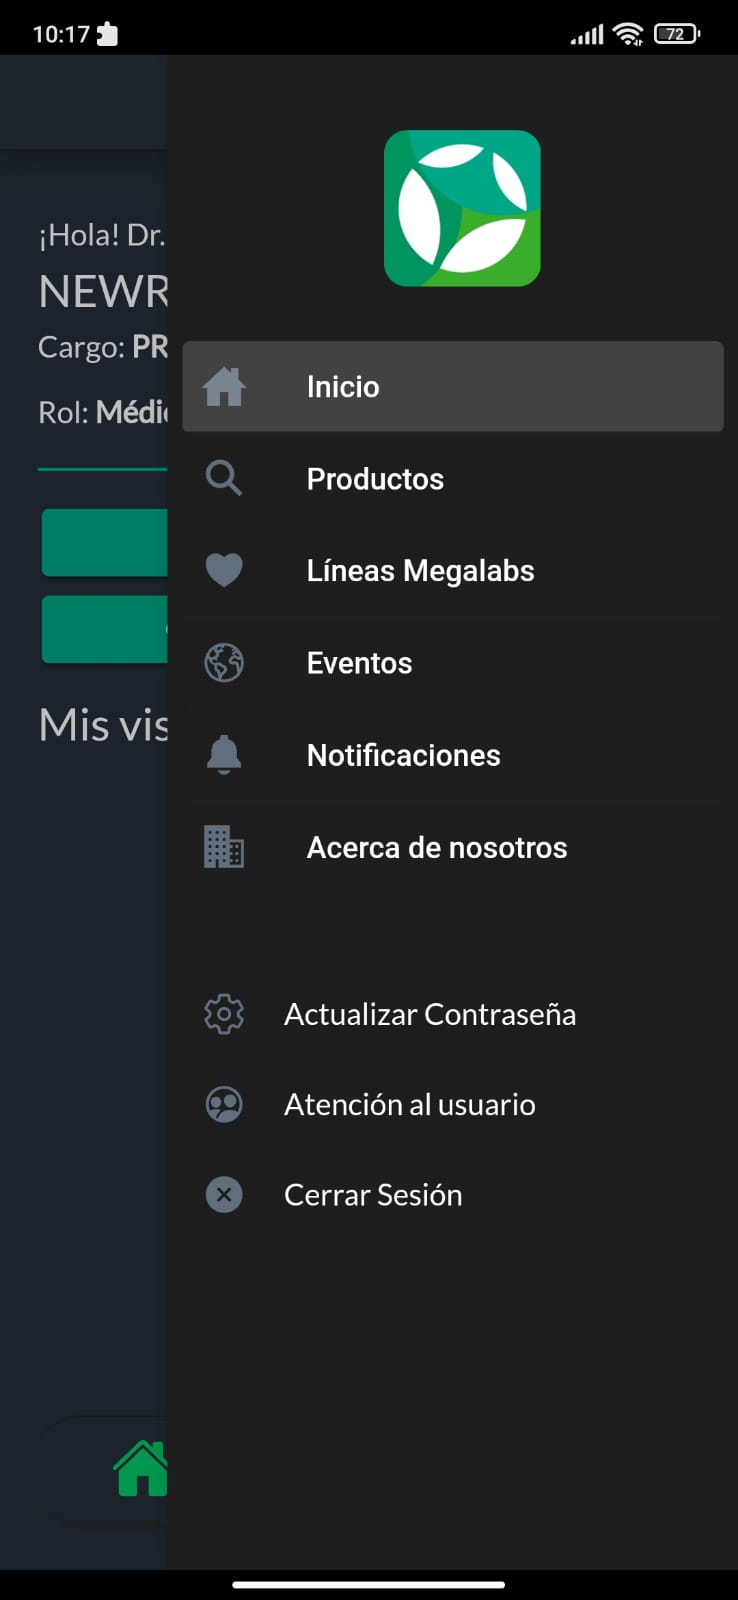 10:17
72
¡Hola! Dr.
NEWR
Cargo: PR
Rol: Médi
Mis vis
Inicio
Productos
Líneas Megalabs
Eventos
Notificaciones
Acerca de nosotros
Actualizar Contraseña
Atención al usuario
Cerrar Sesión